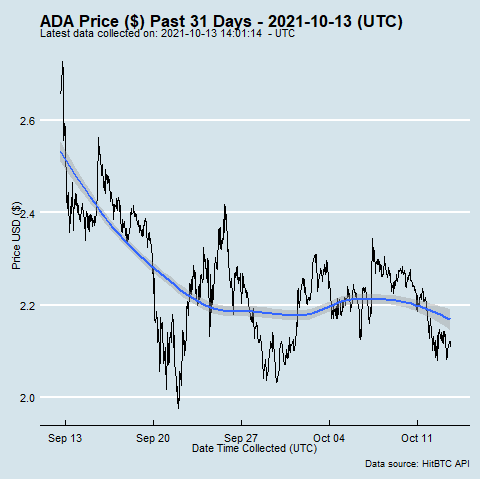 ADA Price ($) Past 31 Days - 2021-10-13 (UTC)
Latest data collected on: 2021-10-13 14:01:14 - UTC
Price USD ($)
2.6
2.4
2.2
2.0
Sep 13 Sep 20 Sep 27 Oct 04 Oct 11
Date Time Collected (UTC)
Data source: HitBTC API